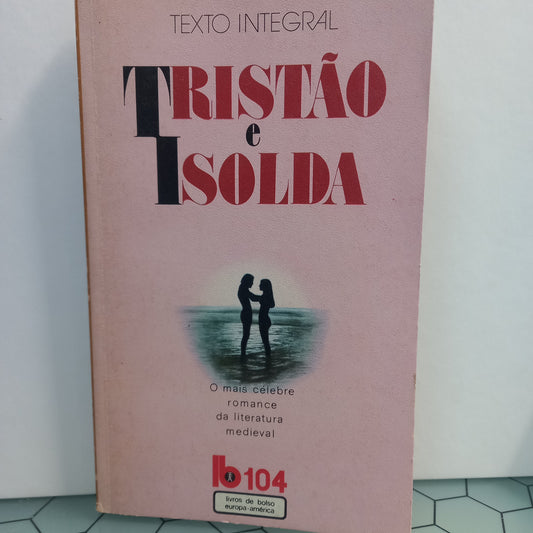 TEXTO INTEGRAL
TRISTÃO
e
ISOLDA
O mais célebre
romance
da literatura
medieval
lb 104
livros de bolso
europa-américa